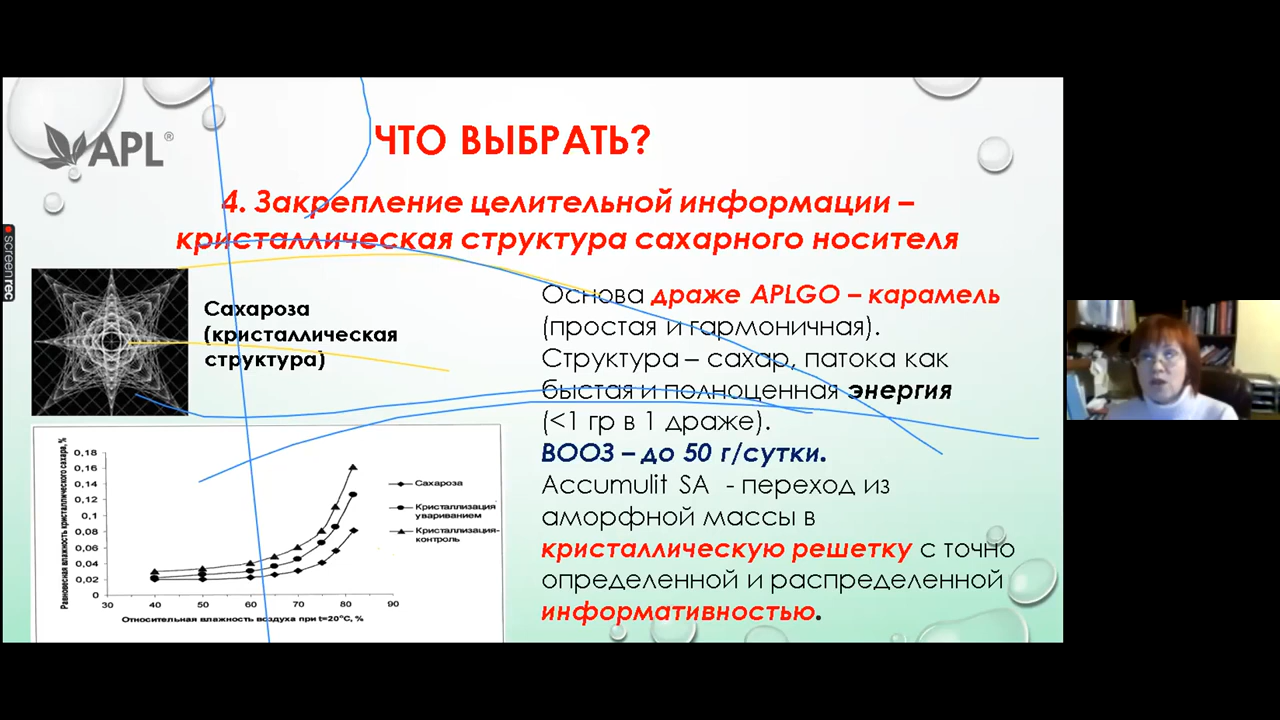 APL®
ЧТО ВЫБРАТЬ?
4. Закрепление целительной информации –
кристаллическая структура сахарного носителя
screenrec
Сахароза
(кристаллическая
структура)
Основа драже APLGO – карамель
(простая и гармоничная).
Структура – сахар, патока как
быстая и полноценная энергия
(<1 гр в 1 драже).
ВООЗ – до 50 г/сутки.
Accumulit SA - переход из
аморфной массы в
кристаллическую решетку с точно
определенной и распределенной
информативностью.
Равновесная влажность кристаллического сахара, %
0,18
0,16
0,14
0,12
0,1
0,08
0,06
0,04
0,02
0
30 40 50 60 70 80 90
Относительная влажность воздуха при t=20°C, %
Сахароза
Кристаллизация
увариванием
Кристаллизация-
контроль